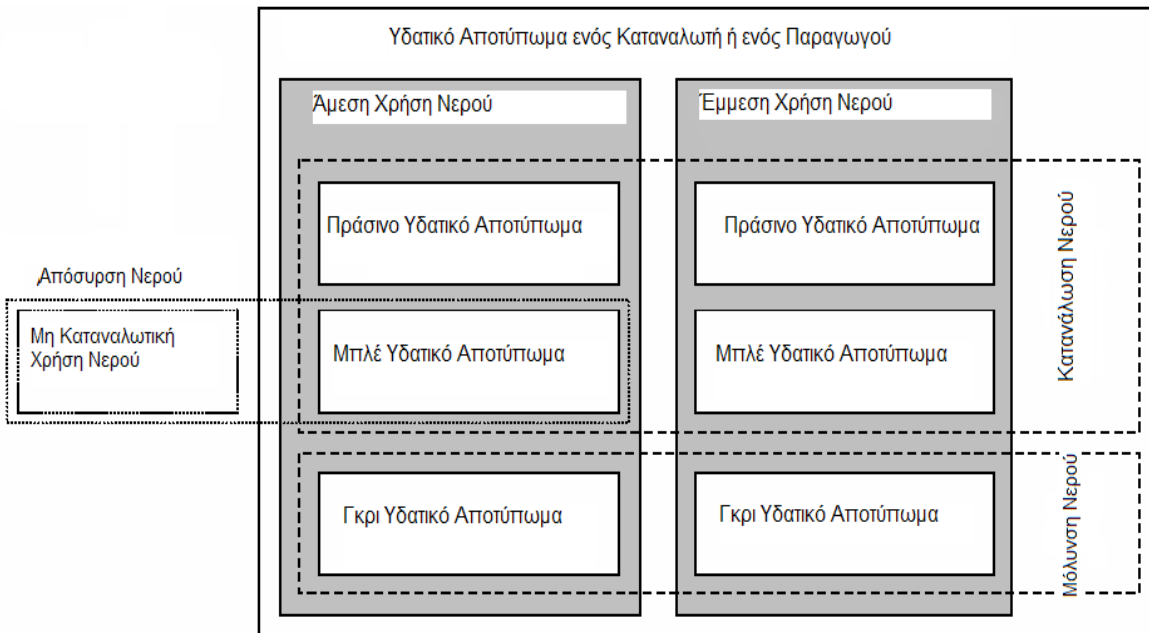 Υδατικό Αποτύπωμα ενός Καταναλωτή ή ενός Παραγωγού
Άμεση Χρήση Νερού
Έμμεση Χρήση Νερού
Πράσινο Υδατικό Αποτύπωμα
Πράσινο Υδατικό Αποτύπωμα
Απόσυρση Νερού
Μη Καταναλωτική
Χρήση Νερού
Μπλέ Υδατικό Αποτύπωμα
Μπλέ Υδατικό Αποτύπωμα
Κατανάλωση Νερού
Γκρι Υδατικό Αποτύπωμα
Γκρι Υδατικό Αποτύπωμα
Μόλυνση Νερού